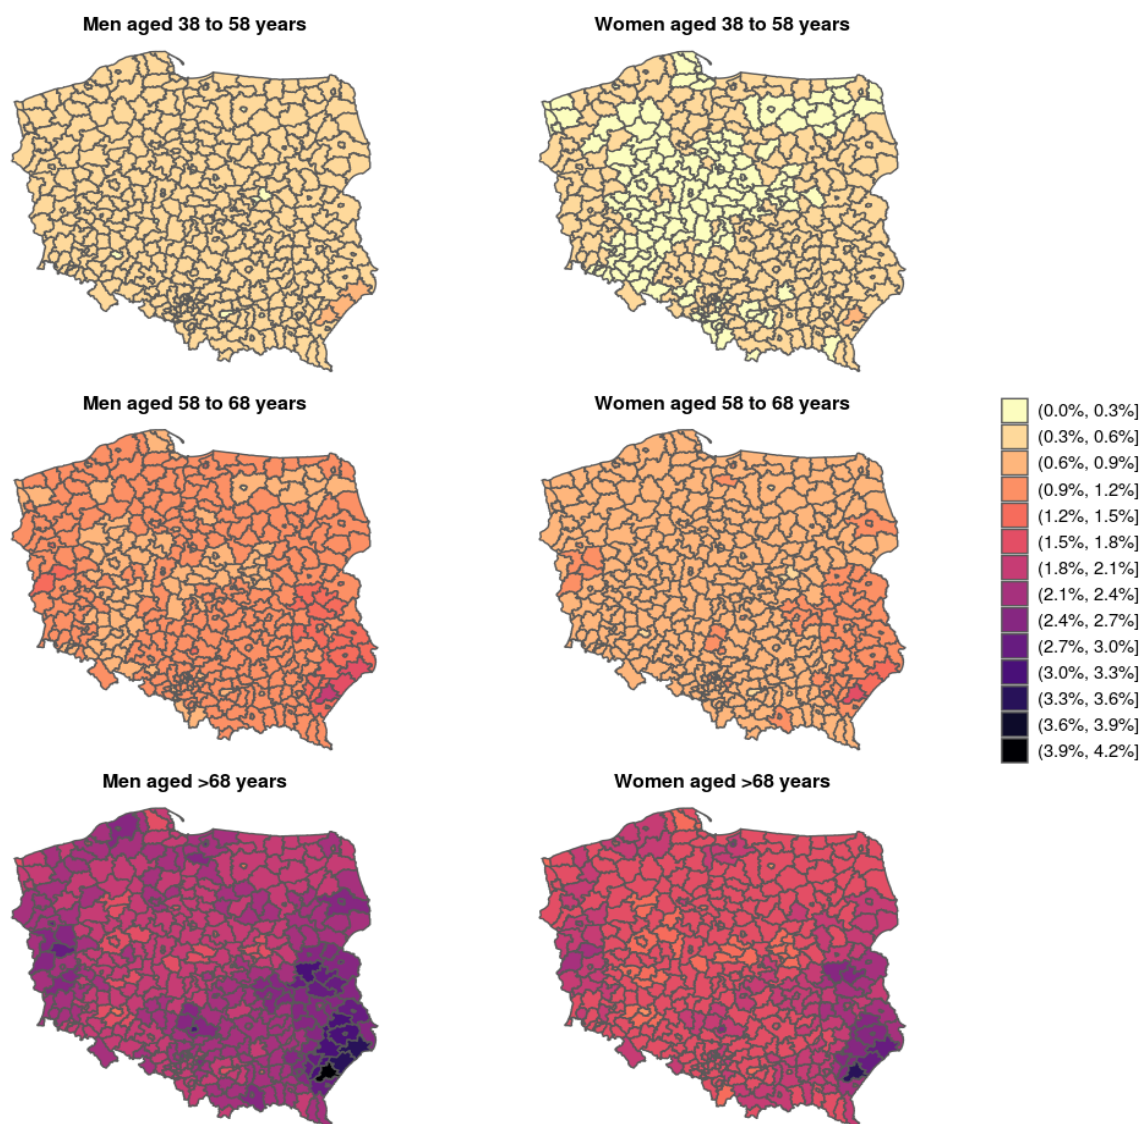 Men aged 38 to 58 years
Women aged 38 to 58 years
Men aged 58 to 68 years
Women aged 58 to 68 years
(0.0%, 0.3%]
(0.3%, 0.6%]
(0.6%, 0.9%]
(0.9%, 1.2%]
(1.2%, 1.5%]
(1.5%, 1.8%]
(1.8%, 2.1%]
(2.1%, 2.4%]
(2.4%, 2.7%]
(2.7%, 3.0%]
(3.0%, 3.3%]
(3.3%, 3.6%]
(3.6%, 3.9%]
(3.9%, 4.2%]
Men aged >68 years
Women aged >68 years